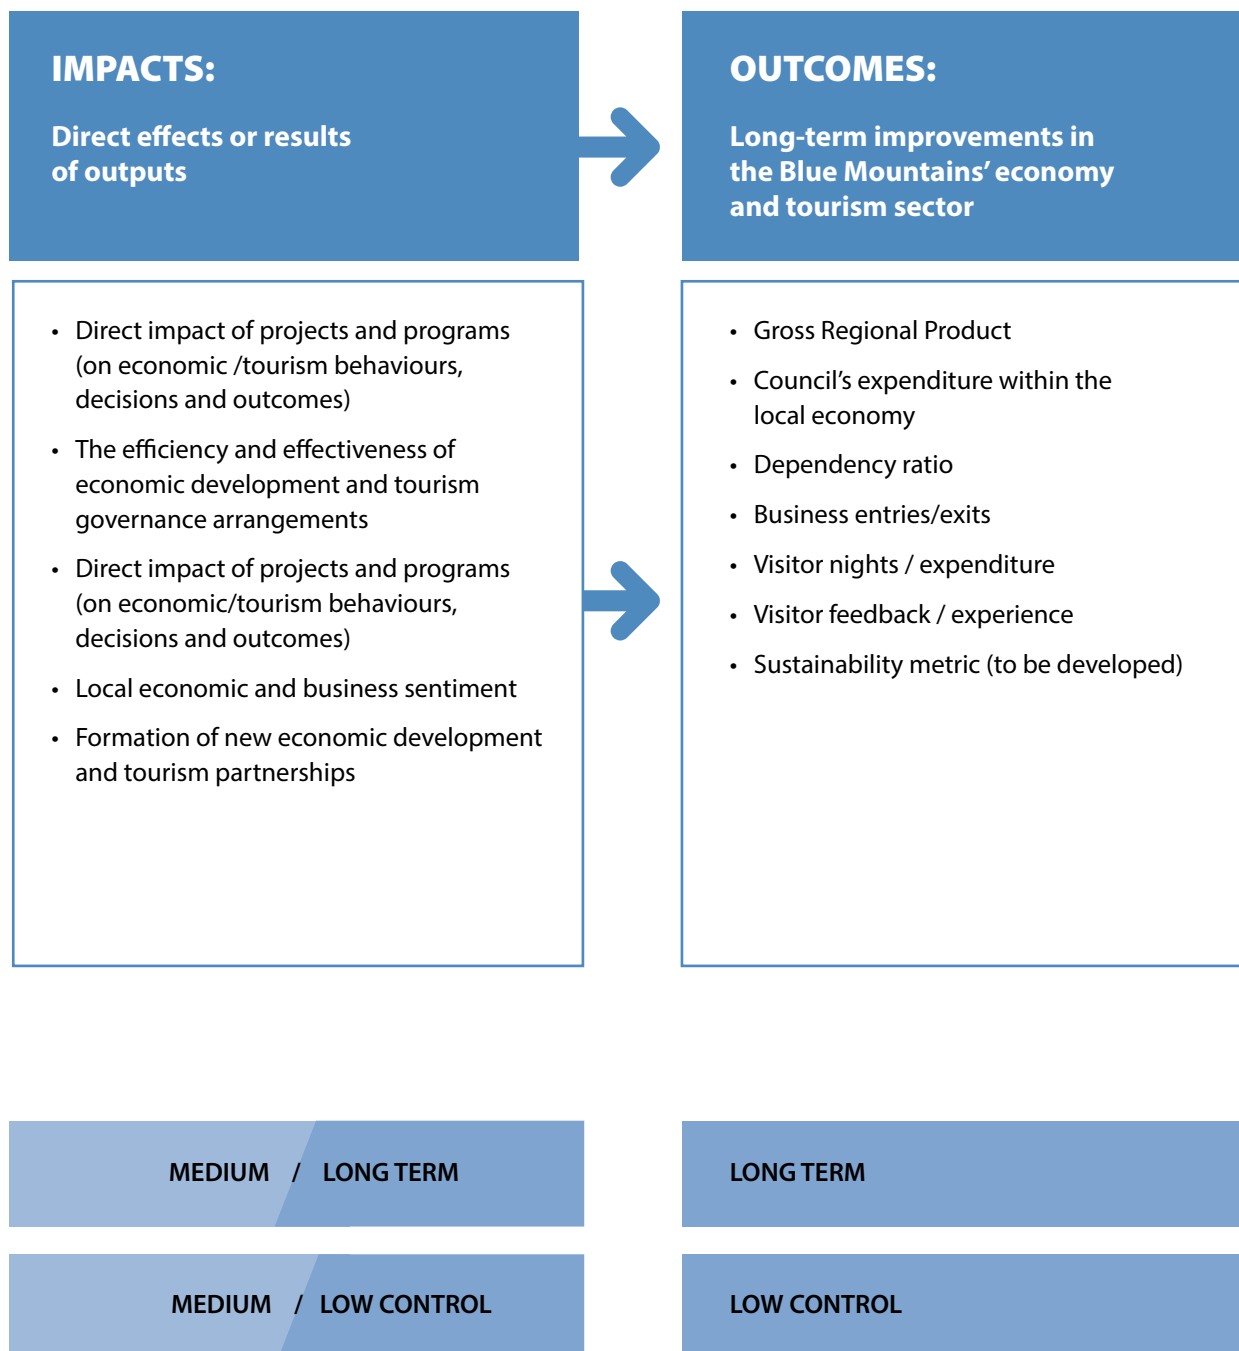 IMPACTS:
Direct effects or results
of outputs
OUTCOMES:
Long-term improvements in
the Blue Mountains’ economy
and tourism sector
• Direct impact of projects and programs
(on economic /tourism behaviours,
decisions and outcomes)
• The efficiency and effectiveness of
economic development and tourism
governance arrangements
• Direct impact of projects and programs
(on economic/tourism behaviours,
decisions and outcomes)
• Local economic and business sentiment
• Formation of new economic development
and tourism partnerships
• Gross Regional Product
• Council’s expenditure within the
local economy
• Dependency ratio
• Business entries/exits
• Visitor nights / expenditure
• Visitor feedback / experience
• Sustainability metric (to be developed)
MEDIUM / LONG TERM
LONG TERM
MEDIUM / LOW CONTROL
LOW CONTROL